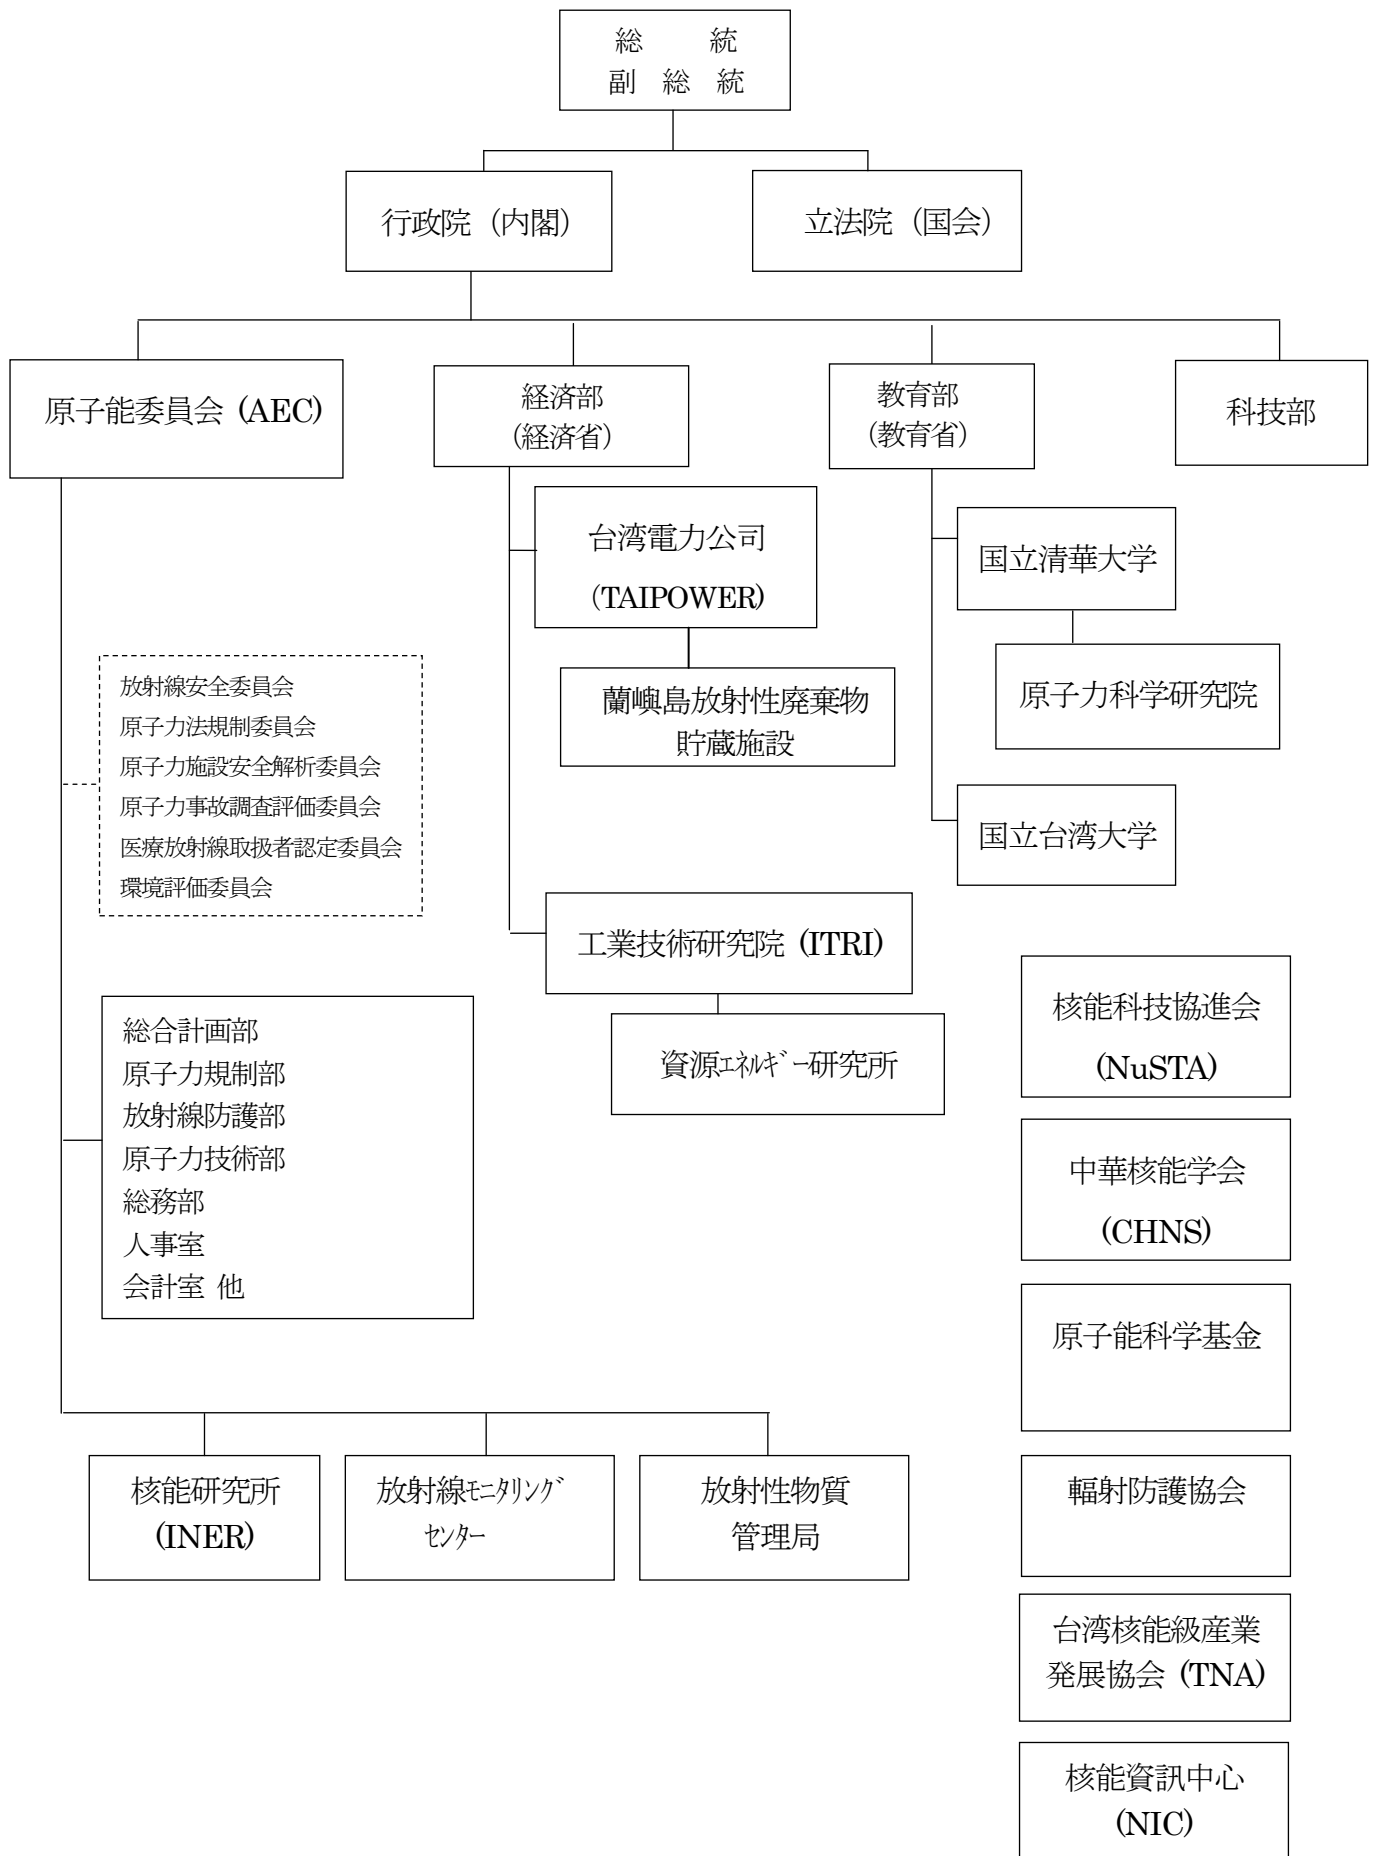 総 統
副 総 統
行政院 (内閣)
立法院 (国会)
原子能委員会 (AEC)
経済部
(経済省)
教育部
(教育省)
科技部
台湾電力公司
(TAIPOWER)
蘭嶼島放射性廃棄物
貯蔵施設
国立清華大学
原子力科学研究院
国立台湾大学
放射線安全委員会
原子力法規制委員会
原子力施設安全解析委員会
原子力事故調査評価委員会
医療放射線取扱者認定委員会
環境評価委員会
工業技術研究院 (ITRI)
資源ｴﾈﾙｷﾞｰ研究所
総合計画部
原子力規制部
放射線防護部
原子力技術部
総務部
人事室
会計室 他
核能研究所
(INER)
放射線ﾓﾆﾀﾘﾝｸﾞ
ｾﾝﾀｰ
放射性物質
管理局
核能科技協進会
(NuSTA)
中華核能学会
(CHNS)
原子能科学基金
輻射防護協会
台湾核能級産業
発展協会 (TNA)
核能資訊中心
(NIC)